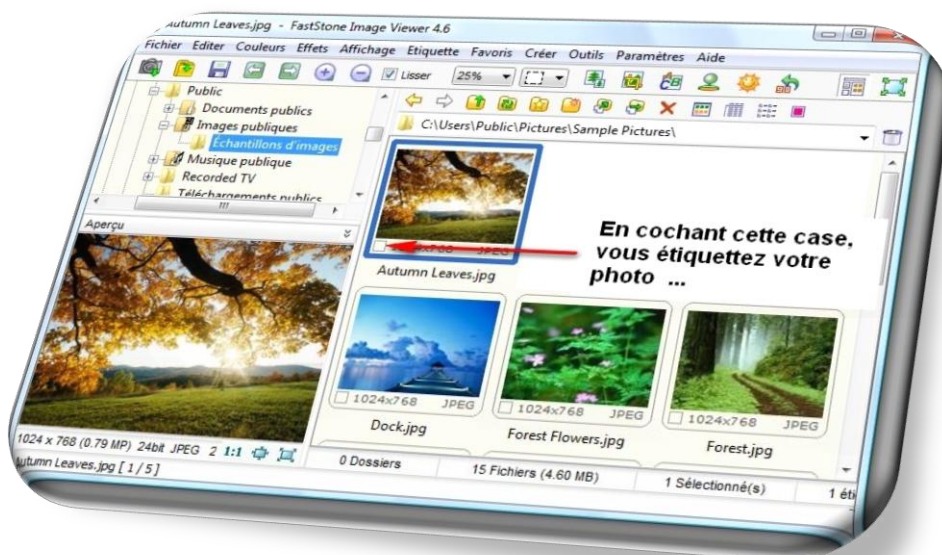 Autumn Leaves.jpg - FastStone Image Viewer 4.6
Fichier Editer Couleurs Effets Affichage Etiquette Favoris Créer Outils Paramètres Aide
Lisser 25%
Public
Documents publics
Images publiques
Échantillons d'images
Musique publique
Recorded TV
Téléchargements publics
C:\Users\Public\Pictures\Sample Pictures\
JPEG
Autumn Leaves.jpg
En cochant cette case,
vous étiquettez votre
photo ...
1024x768 JPEG
Dock.jpg
1024x768 JPEG
Forest Flowers.jpg
1024x768 JPEG
Forest.jpg
Aperçu
1024 x 768 (0.79 MP) 24bit JPEG 2 1:1
Autumn Leaves.jpg [ 1 / 5 ]
0 Dossiers 15 Fichiers (4.60 MB) 1 Sélectionné(s) 1